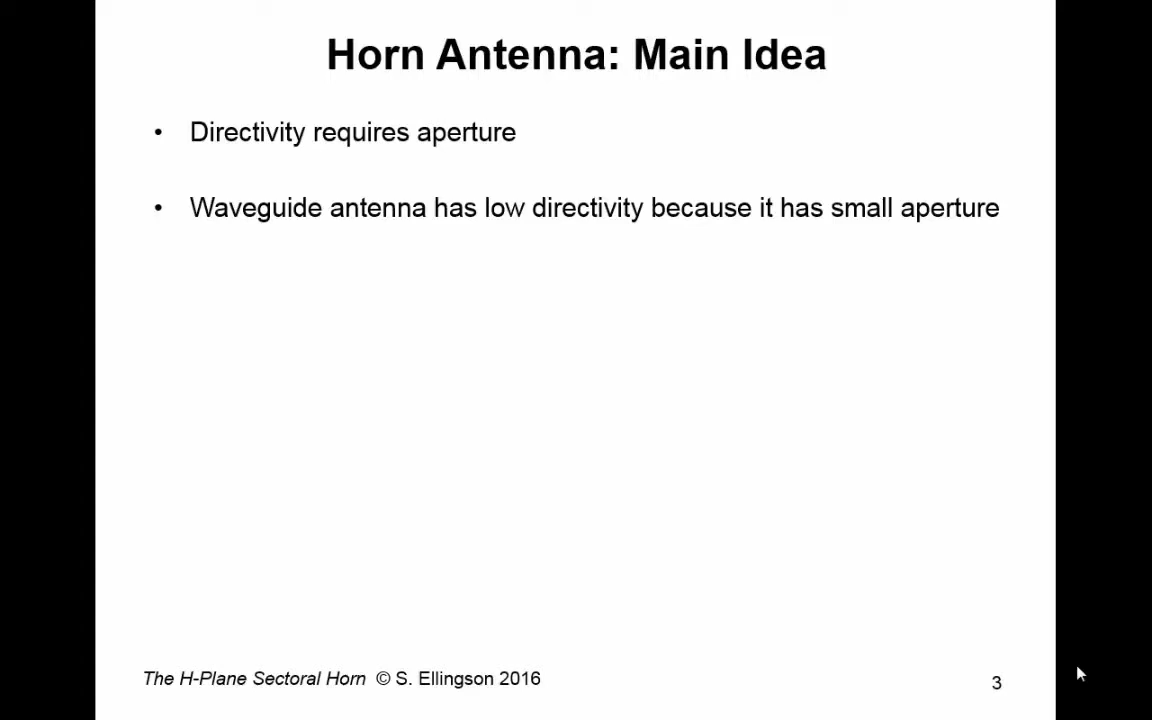 Horn Antenna: Main Idea
• Directivity requires aperture
• Waveguide antenna has low directivity because it has small aperture
The H-Plane Sectoral Horn © S. Ellingson 2016
3